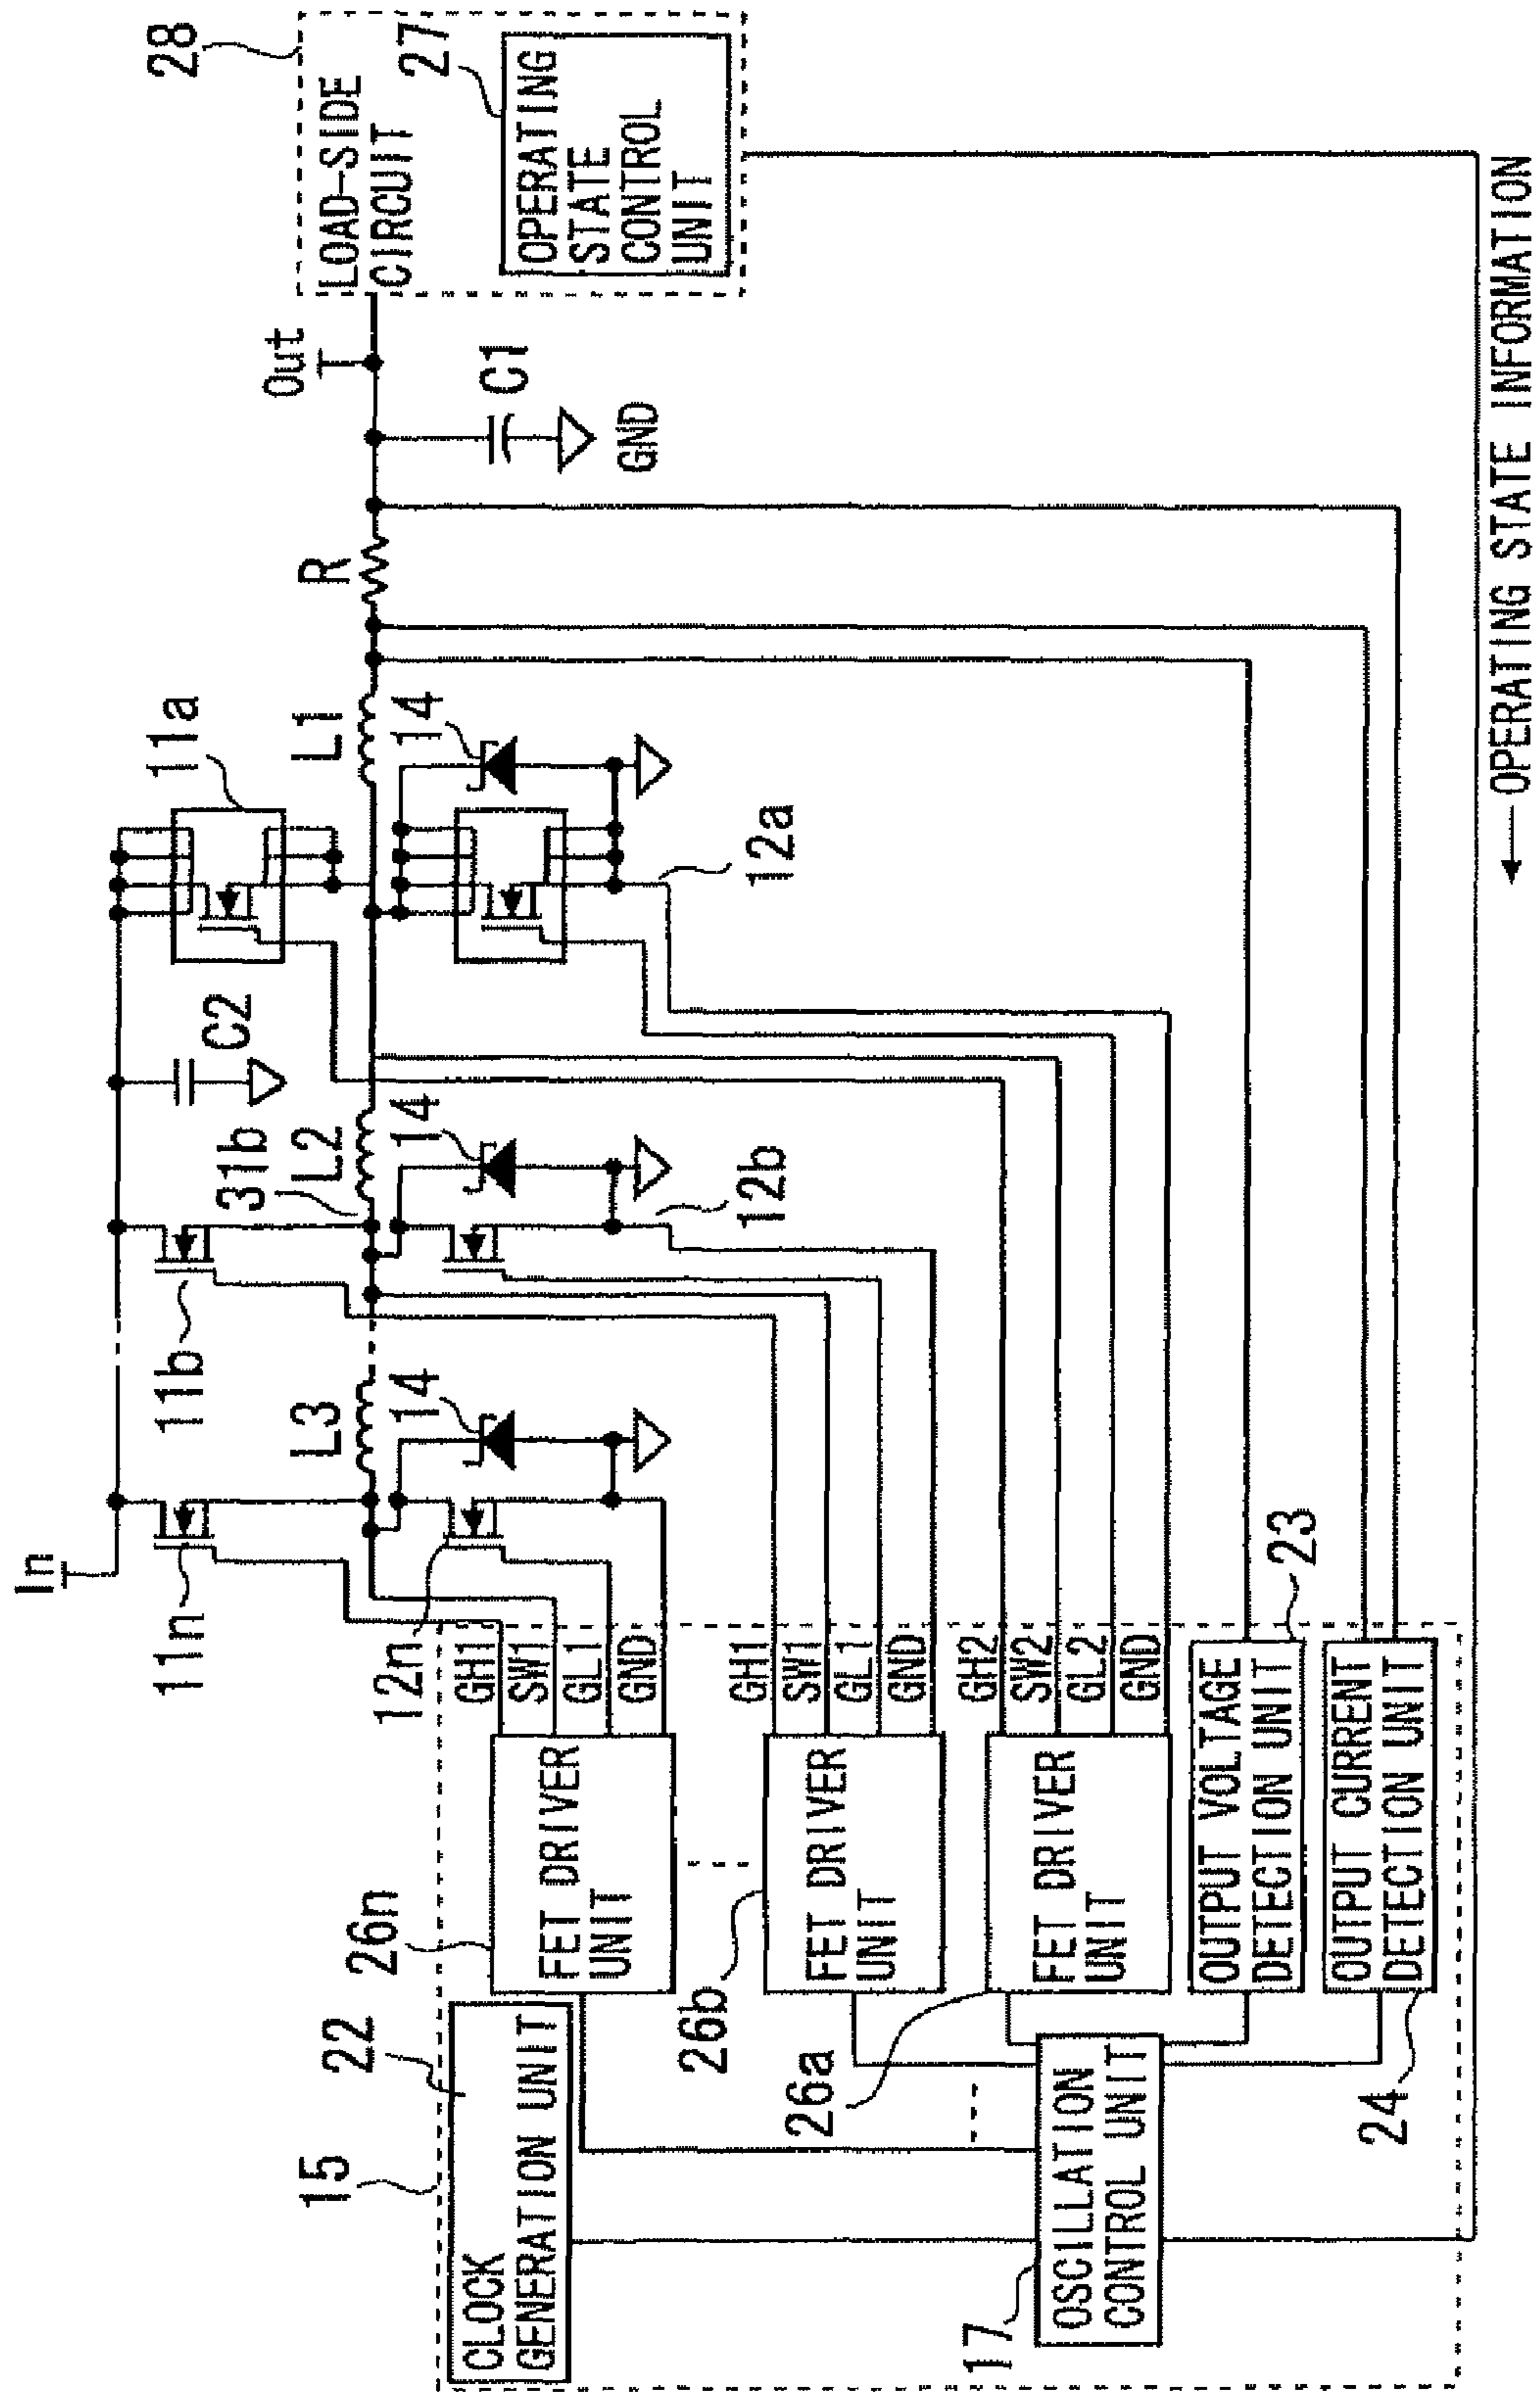 In
11n
11b
C2
11a
L3
31b
L2
L1
R
Out
28
LOAD-SIDE
CIRCUIT
27
OPERATING
STATE
CONTROL
UNIT
14
14
14
C1
GND
12n
12b
12a
15
22
CLOCK
GENERATION UNIT
26n
FET DRIVER
UNIT
GH1
SW1
GL1
GND
26b
FET DRIVER
UNIT
GH1
SW1
GL1
GND
26a
FET DRIVER
UNIT
GH2
SW2
GL2
GND
17
OSCILLATION
CONTROL UNIT
23
OUTPUT VOLTAGE
DETECTION UNIT
24
OUTPUT CURRENT
DETECTION UNIT
←OPERATING STATE INFORMATION